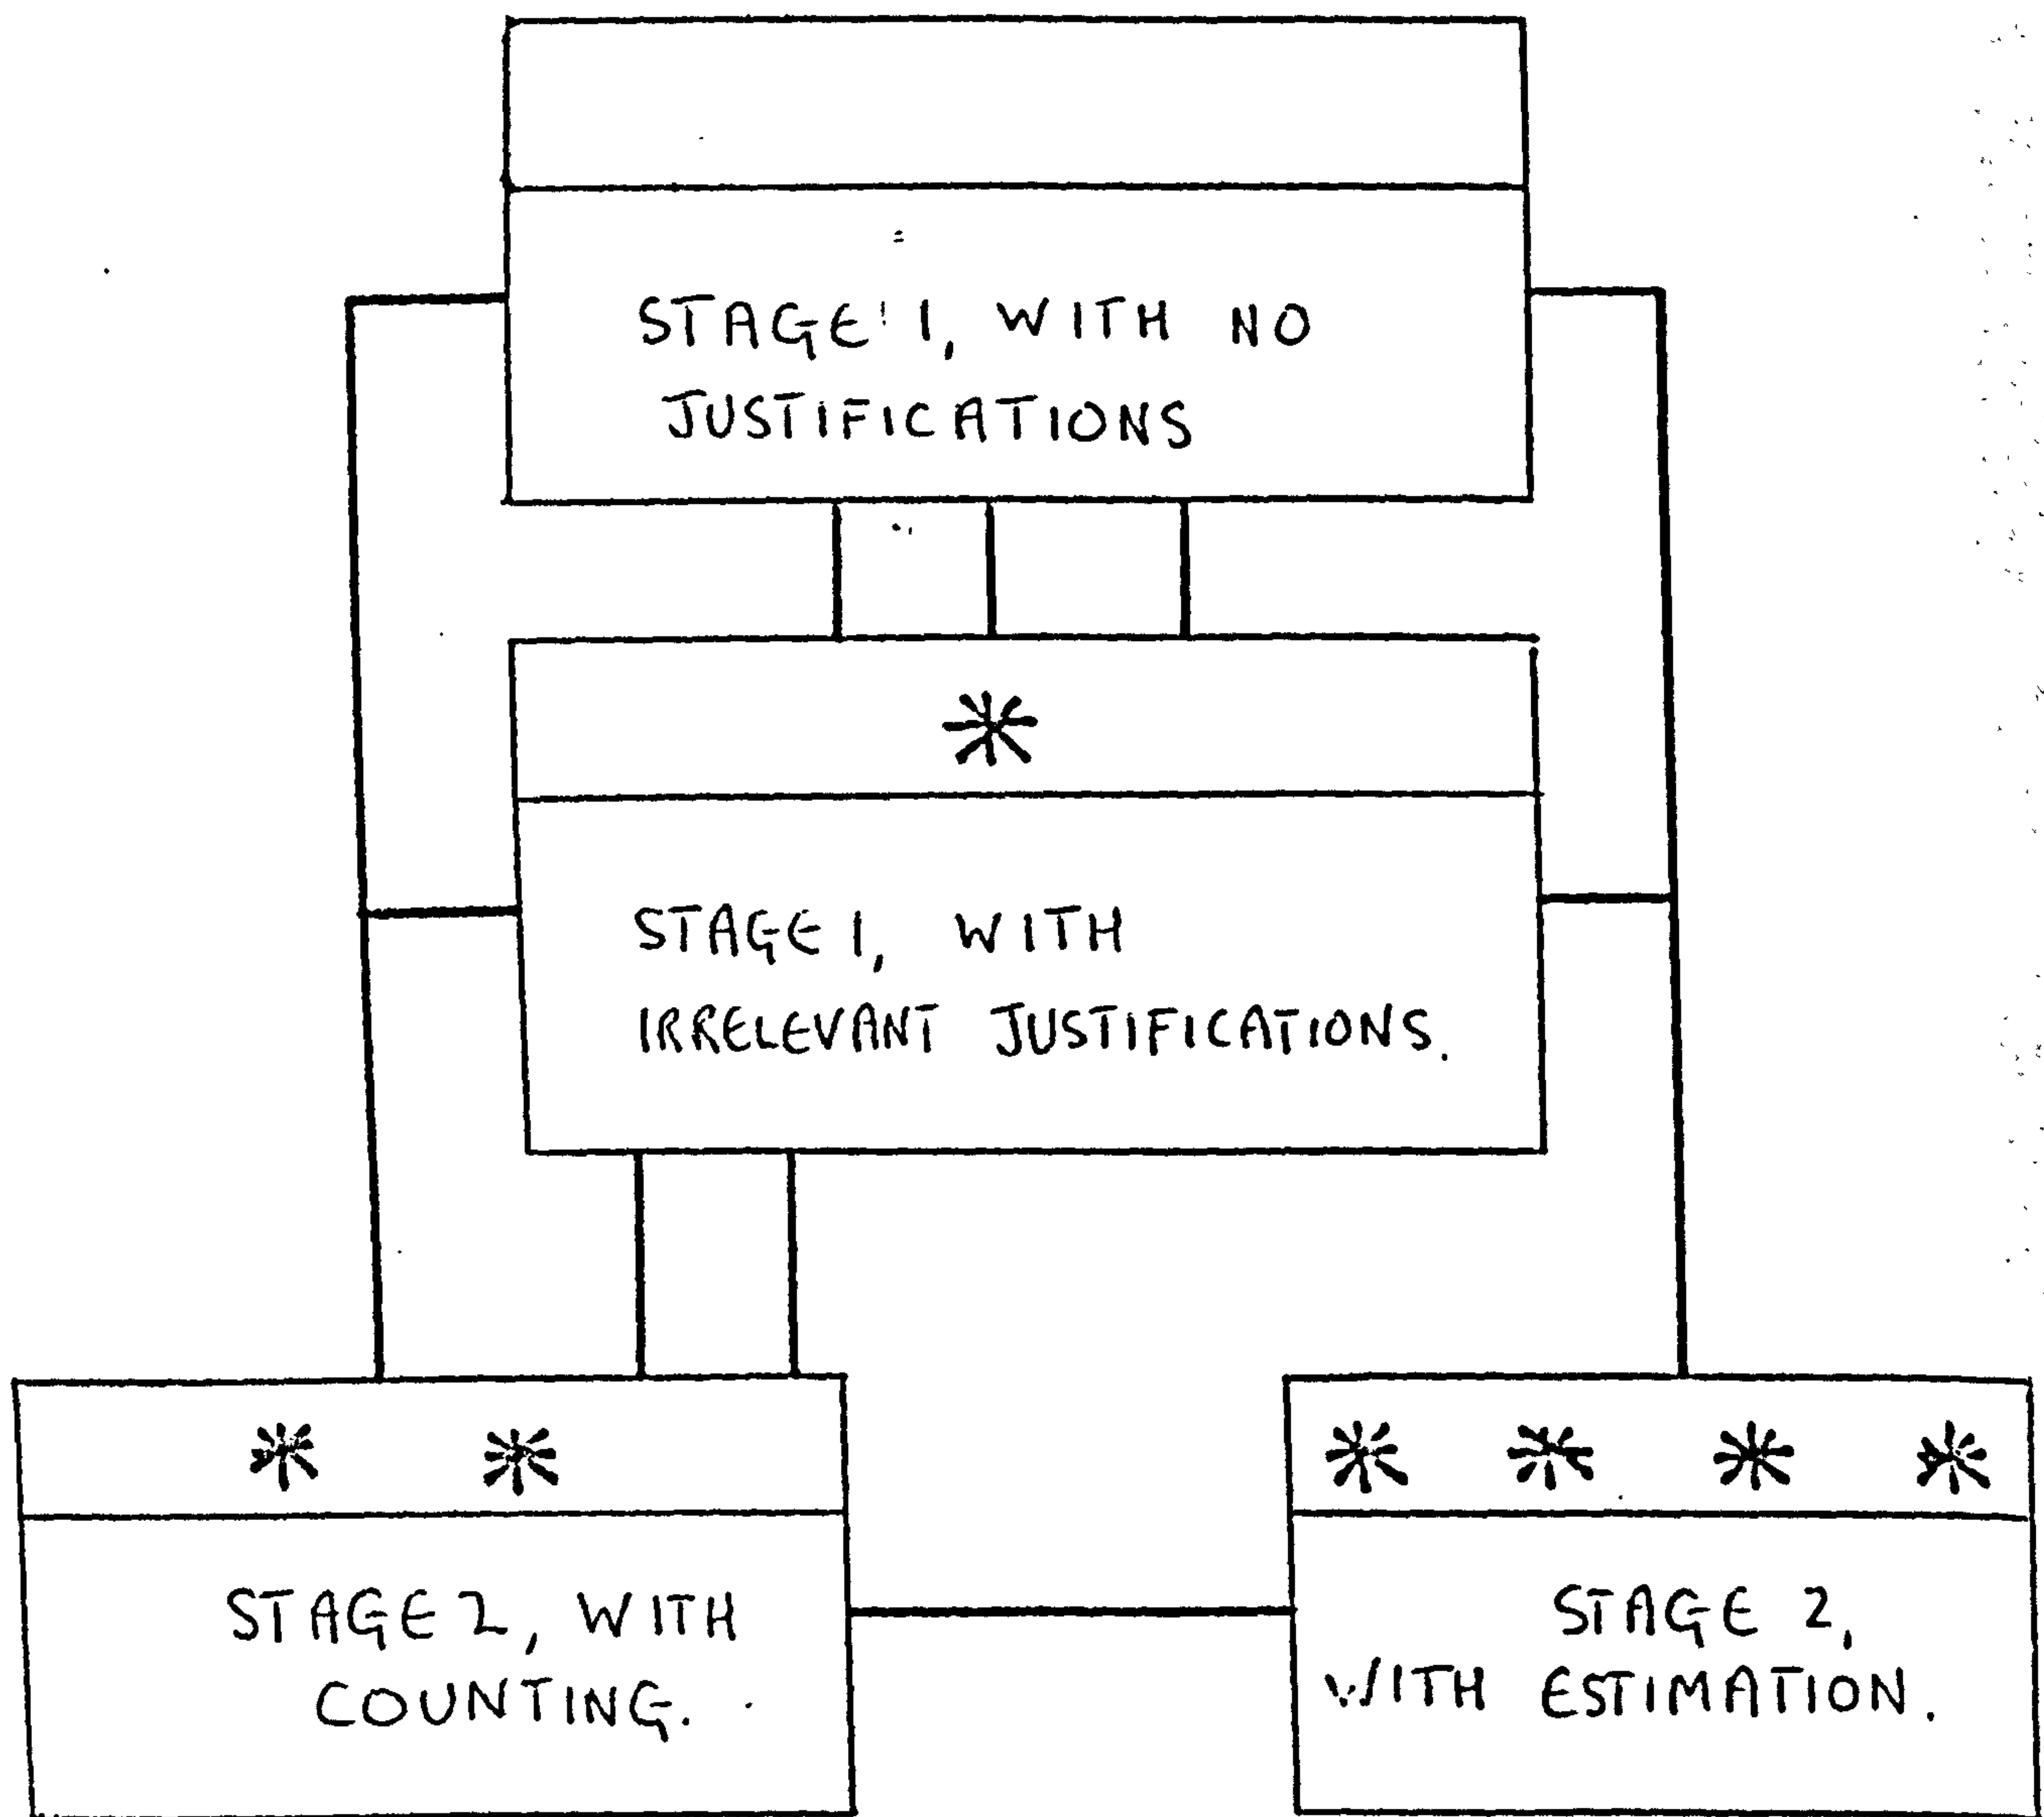 STAGE 1, WITH NO
JUSTIFICATIONS
*
STAGE 1, WITH
IRRELEVANT JUSTIFICATIONS.
* *
STAGE 2, WITH
COUNTING.
* * * *
STAGE 2,
WITH ESTIMATION.